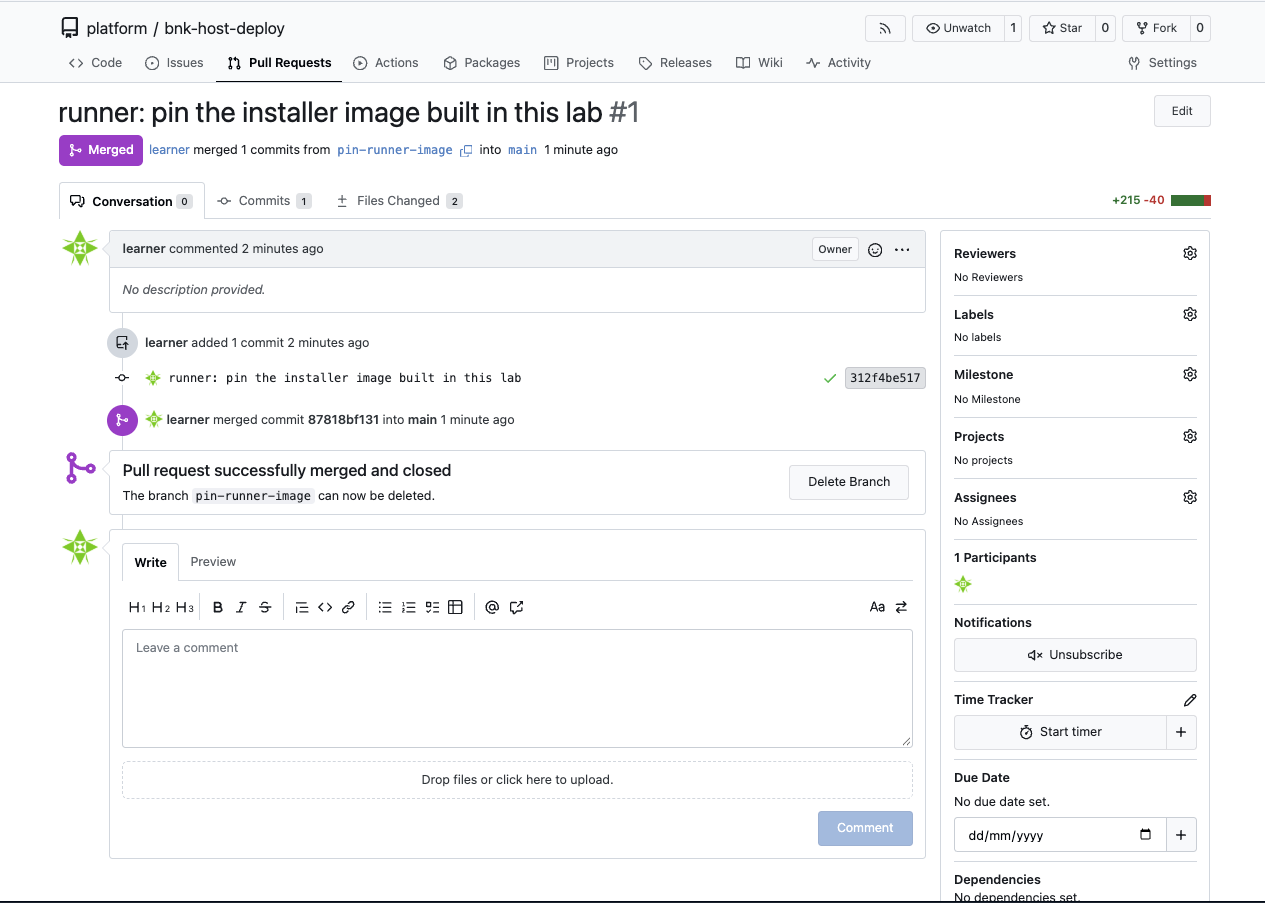 platform / bnk-host-deploy
Unwatch 1 Star 0 Fork 0
Code Issues Pull Requests Actions Packages Projects Releases Wiki Activity Settings
runner: pin the installer image built in this lab #1
Edit
Merged learner merged 1 commits from pin-runner-image into main 1 minute ago
Conversation 0 Commits 1 Files Changed 2 +215 -40
learner commented 2 minutes ago Owner
No description provided.
learner added 1 commit 2 minutes ago
runner: pin the installer image built in this lab 312f4be517
learner merged commit 87818bf131 into main 1 minute ago
Pull request successfully merged and closed
The branch pin-runner-image can now be deleted.
Delete Branch
Write Preview
H1 H2 H3 B I S @ Aa
Leave a comment
Drop files or click here to upload.
Comment
Reviewers
No Reviewers
Labels
No labels
Milestone
No Milestone
Projects
No projects
Assignees
No Assignees
1 Participants
Notifications
Unsubscribe
Time Tracker
Start timer +
Due Date
No due date set.
dd/mm/yyyy +
Dependencies
No dependencies set.